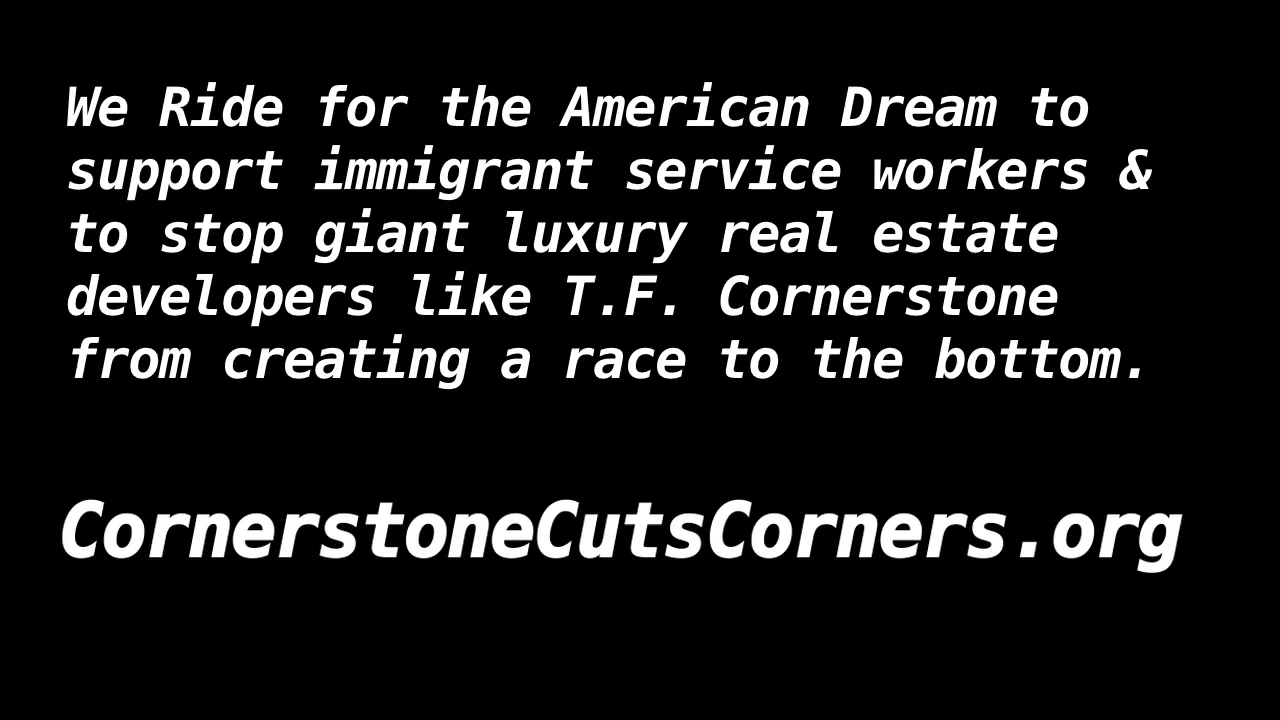 We Ride for the American Dream to
support immigrant service workers &
to stop giant luxury real estate
developers like T.F. Cornerstone
from creating a race to the bottom.
CornerstoneCutsCorners.org